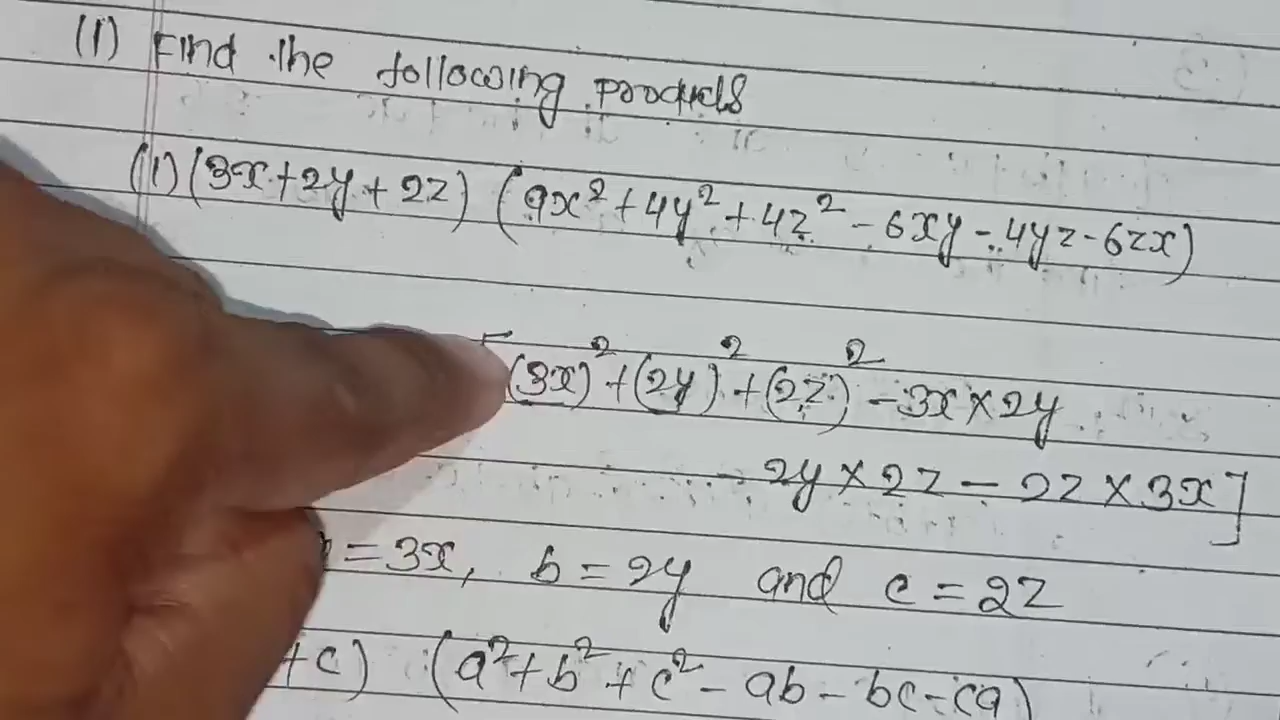 (1) Find the following products
(1) (3x+2y+2z) (9x²+4y²+4z²-6xy-4yz-6zx)
[(3x)²+(2y)²+(2z)²-3x×2y
-2y×2z-2z×3x]
=3x, b=2y and c=2z
+c) (a²+b²+c²-ab-bc-ca)